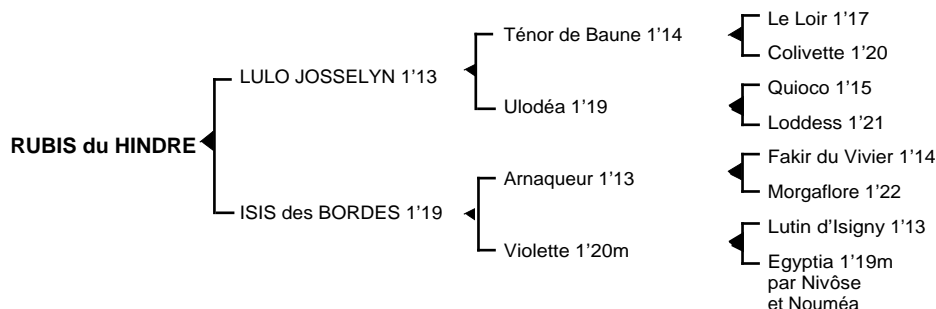 Le Loir 1’17
Ténor de Baune 1’14
Colivette 1’20
LULO JOSSELYN 1’13
Quioco 1’15
Ulodéa 1’19
Loddess 1’21
RUBIS du HINDRE
Fakir du Vivier 1’14
Arnaqueur 1’13
Morgaflore 1’22
ISIS des BORDES 1’19
Lutin d’Isigny 1’13
Violette 1’20m
Egyptia 1’19m
par Nivôse
et Nouméa